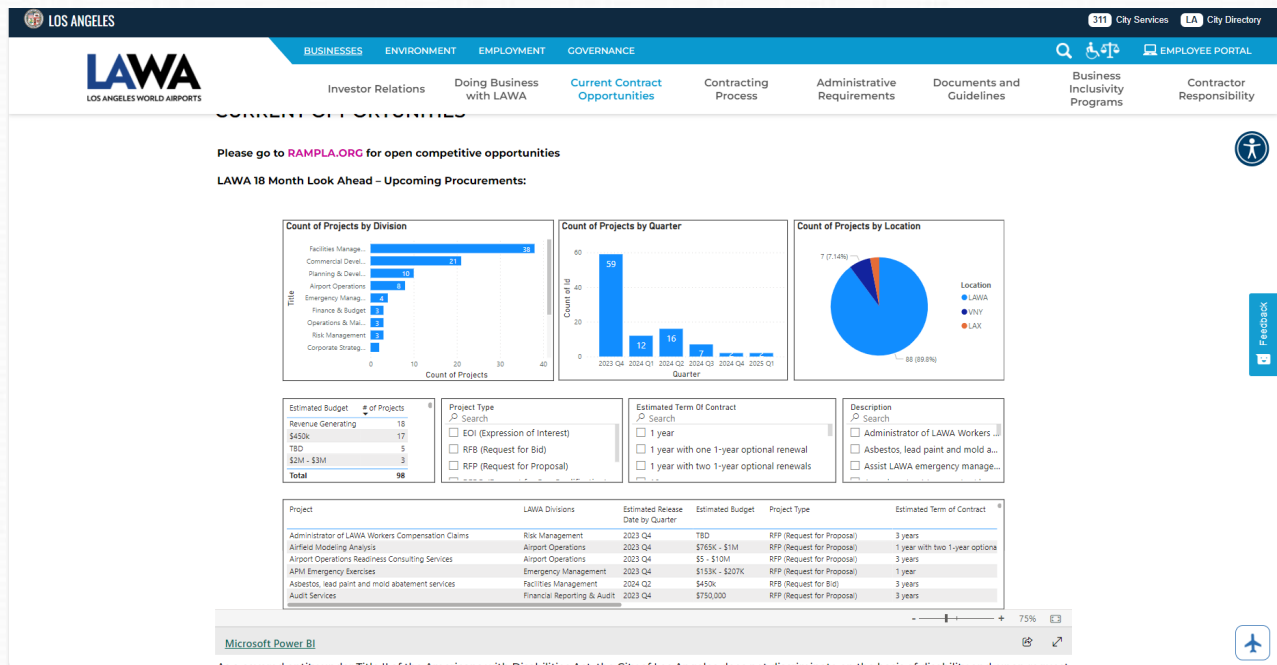 LOS ANGELES
311 City Services LA City Directory
BUSINESSES ENVIRONMENT EMPLOYMENT GOVERNANCE
EMPLOYEE PORTAL
LAWA
LOS ANGELES WORLD AIRPORTS
Investor Relations
Doing Business
with LAWA
Current Contract
Opportunities
Contracting
Process
Administrative
Requirements
Documents and
Guidelines
Business
Inclusivity
Programs
Contractor
Responsibility
CURRENT OPPORTUNITIES
Please go to RAMPLA.ORG for open competitive opportunities
LAWA 18 Month Look Ahead – Upcoming Procurements:
Count of Projects by Division
Title
Facilities Manage... 38
Commercial Devel... 21
Planning & Devel... 10
Airport Operations 8
Emergency Manag... 4
Finance & Budget 3
Operations & Mai... 3
Risk Management 3
Corporate Strateg...
0 10 20 30 40
Count of Projects
Count of Projects by Quarter
Count of Id
60
40
20
0
59 12 16 7 2 2
2023 Q4 2024 Q1 2024 Q2 2024 Q3 2024 Q4 2025 Q1
Quarter
Count of Projects by Location
7 (7.14%)
88 (89.8%)
Location
LAWA
VNY
LAX
Estimated Budget # of Projects
Revenue Generating 18
$450k 17
TBD 5
$2M - $3M 3
Total 98
Project Type
Search
EOI (Expression of Interest)
RFB (Request for Bid)
RFP (Request for Proposal)
Estimated Term Of Contract
Search
1 year
1 year with one 1-year optional renewal
1 year with two 1-year optional renewals
Description
Search
Administrator of LAWA Workers ...
Asbestos, lead paint and mold a...
Assist LAWA emergency manage...
Project LAWA Divisions Estimated Release Date by Quarter Estimated Budget Project Type Estimated Term of Contract
Administrator of LAWA Workers Compensation Claims Risk Management 2023 Q4 TBD RFP (Request for Proposal) 3 years
Airfield Modeling Analysis Airport Operations 2023 Q4 $765K - $1M RFP (Request for Proposal) 1 year with two 1-year optiona
Airport Operations Readiness Consulting Services Airport Operations 2023 Q4 $5 - $10M RFP (Request for Proposal) 3 years
APM Emergency Exercises Emergency Management 2023 Q4 $153K - $207K RFP (Request for Proposal) 1 year
Asbestos, lead paint and mold abatement services Facilities Management 2024 Q2 $450k RFB (Request for Bid) 3 years
Audit Services Financial Reporting & Audit 2023 Q4 $750,000 RFP (Request for Proposal) 3 years
- + 75%
Microsoft Power BI
Feedback